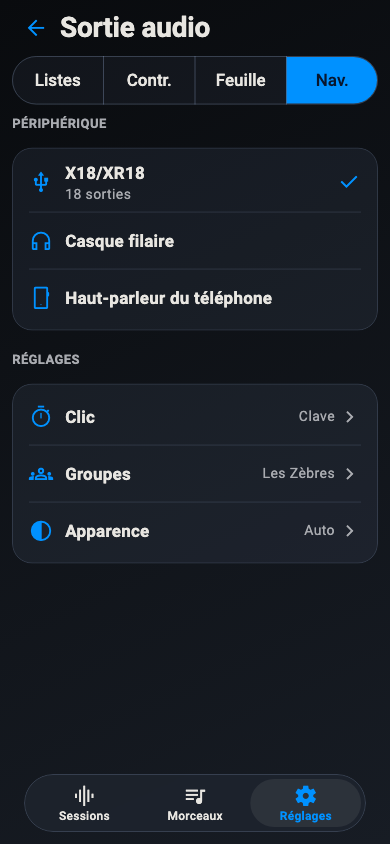 Sortie audio
Listes
Contr.
Feuille
Nav.
PÉRIPHÉRIQUE
X18/XR18
18 sorties
Casque filaire
Haut-parleur du téléphone
RÉGLAGES
Clic Clave
Groupes Les Zèbres
Apparence Auto
Sessions
Morceaux
Réglages